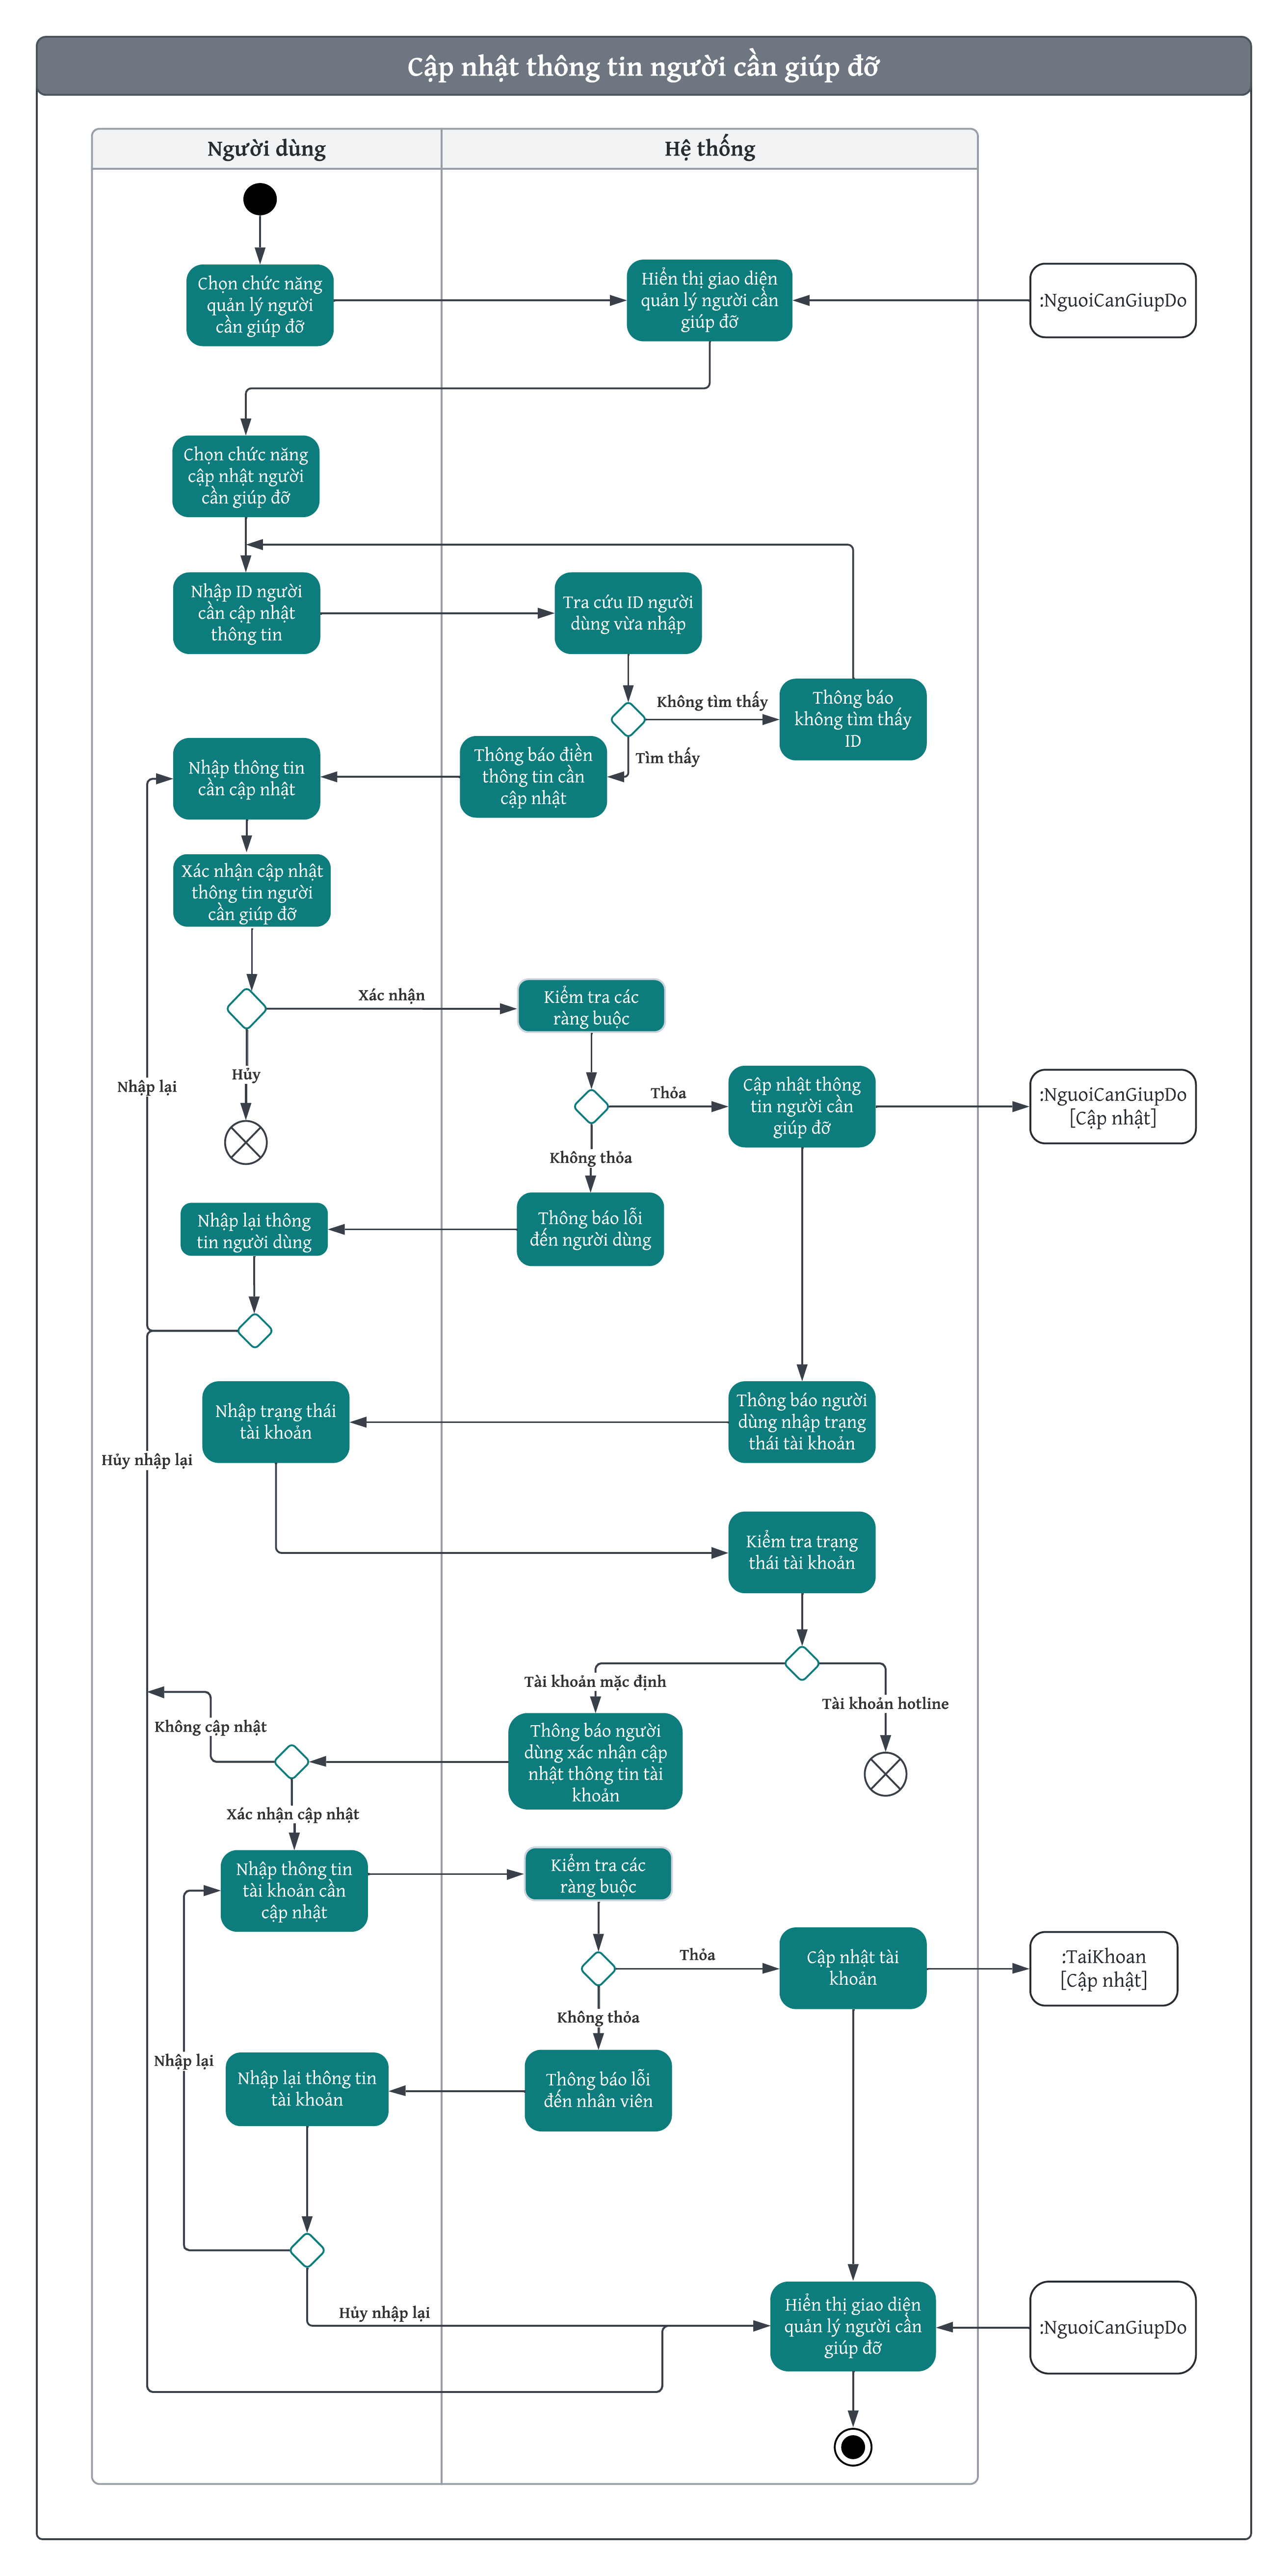 Cập nhật thông tin người cần giúp đỡ
Người dùng
Hệ thống
Chọn chức năng
quản lý người
cần giúp đỡ
Hiển thị giao diện
quản lý người cần
giúp đỡ
:NguoiCanGiupDo
Chọn chức năng
cập nhật người
cần giúp đỡ
Nhập ID người
cần cập nhật
thông tin
Tra cứu ID người
dùng vừa nhập
Không tìm thấy
Thông báo
không tìm thấy
ID
Tìm thấy
Thông báo điền
thông tin cần
cập nhật
Nhập thông tin
cần cập nhật
Xác nhận cập nhật
thông tin người
cần giúp đỡ
Xác nhận
Kiểm tra các
ràng buộc
Hủy
Nhập lại
Thỏa
Cập nhật thông
tin người cần
giúp đỡ
:NguoiCanGiupDo
[Cập nhật]
Không thỏa
Thông báo lỗi
đến người dùng
Nhập lại thông
tin người dùng
Thông báo người
dùng nhập trạng
thái tài khoản
Nhập trạng thái
tài khoản
Hủy nhập lại
Kiểm tra trạng
thái tài khoản
Tài khoản mặc định
Tài khoản hotline
Không cập nhật
Thông báo người
dùng xác nhận cập
nhật thông tin tài
khoản
Xác nhận cập nhật
Nhập thông tin
tài khoản cần
cập nhật
Kiểm tra các
ràng buộc
Thỏa
Cập nhật tài
khoản
:TaiKhoan
[Cập nhật]
Không thỏa
Nhập lại
Nhập lại thông tin
tài khoản
Thông báo lỗi
đến nhân viên
Hủy nhập lại
Hiển thị giao diện
quản lý người cần
giúp đỡ
:NguoiCanGiupDo